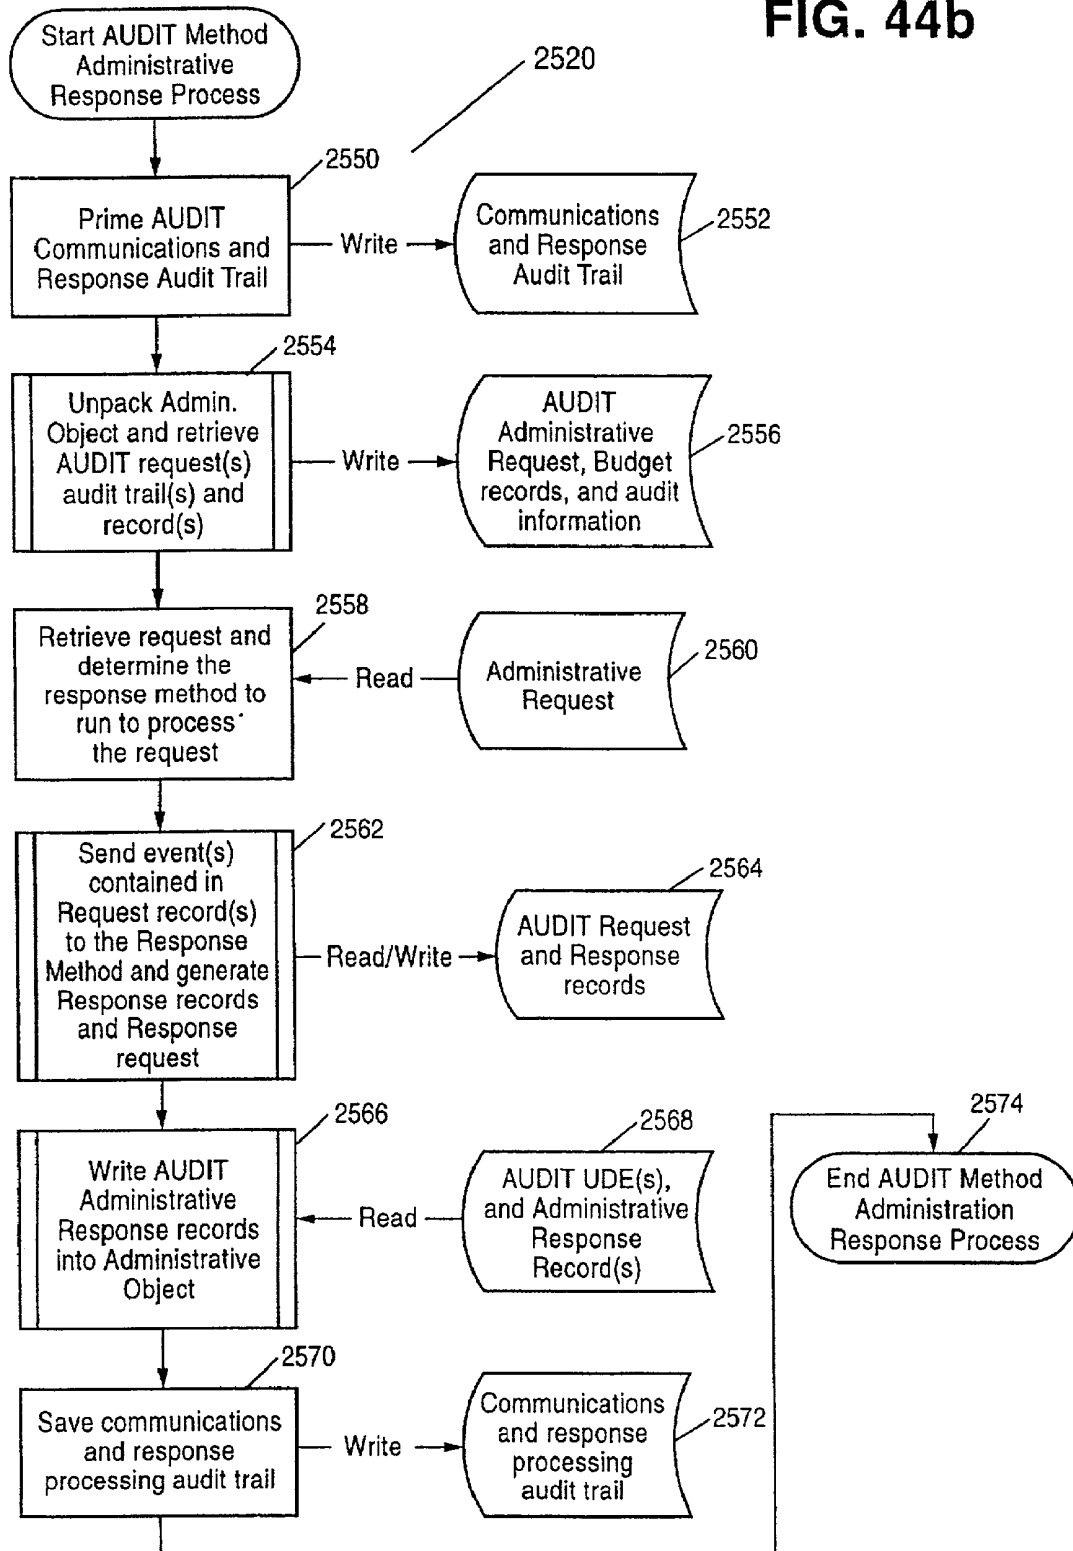 FIG. 44b
Start AUDIT Method
Administrative
Response Process
2520
2550
Prime AUDIT
Communications and
Response Audit Trail
Write
Communications
and Response
Audit Trail
2552
2554
Unpack Admin.
Object and retrieve
AUDIT request(s)
audit trail(s) and
record(s)
Write
AUDIT
Administrative
Request, Budget
records, and audit
information
2556
2558
Retrieve request and
determine the
response method to
run to process
the request
Read
Administrative
Request
2560
2562
Send event(s)
contained in
Request record(s)
to the Response
Method and generate
Response records
and Response
request
Read/Write
AUDIT Request
and Response
records
2564
2566
Write AUDIT
Administrative
Response records
into Administrative
Object
Read
AUDIT UDE(s),
and Administrative
Response
Record(s)
2568
2570
Save communications
and response
processing audit trail
Write
Communications
and response
processing
audit trail
2572
2574
End AUDIT Method
Administration
Response Process